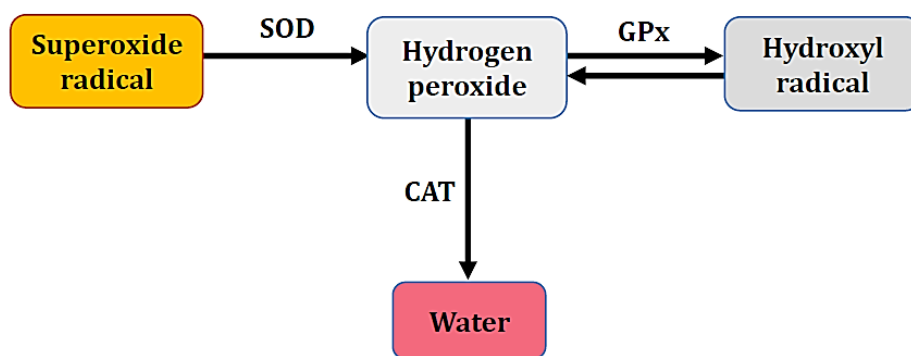 Superoxide
radical
SOD
Hydrogen
peroxide
GPx
Hydroxyl
radical
CAT
Water